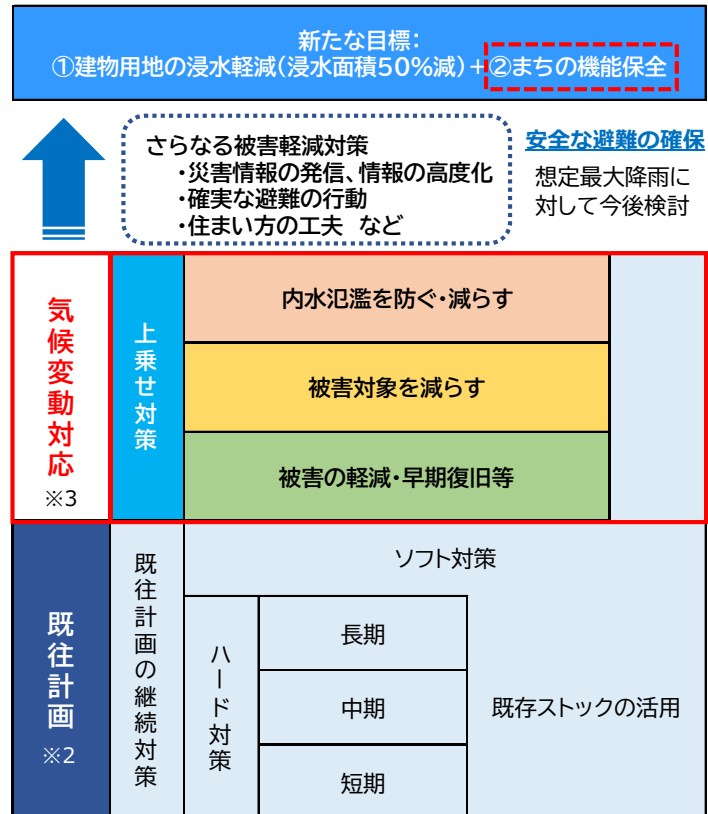 新たな目標:
①建物用地の浸水軽減(浸水面積50%減)+②まちの機能保全
さらなる被害軽減対策
・災害情報の発信、情報の高度化
・確実な避難の行動
・住まい方の工夫 など
安全な避難の確保
想定最大降雨に
対して今後検討
気候変動対応
※3
上乗せ対策
内水氾濫を防ぐ・減らす
被害対象を減らす
被害の軽減・早期復旧等
既往計画
※2
既往計画の継続対策
ソフト対策
ハード対策
長期
中期
短期
既存ストックの活用